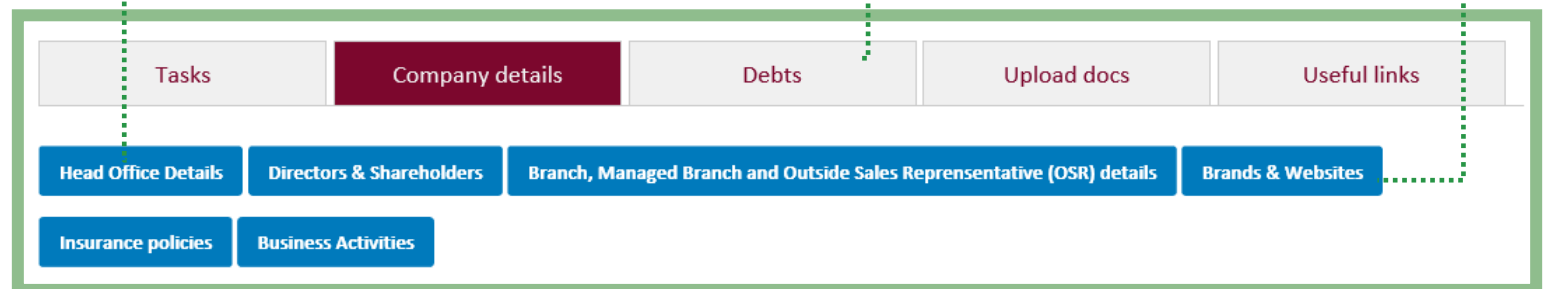 Tasks Company details Debts Upload docs Useful links
Head Office Details Directors & Shareholders Branch, Managed Branch and Outside Sales Reprensentative (OSR) details Brands & Websites
Insurance policies Business Activities